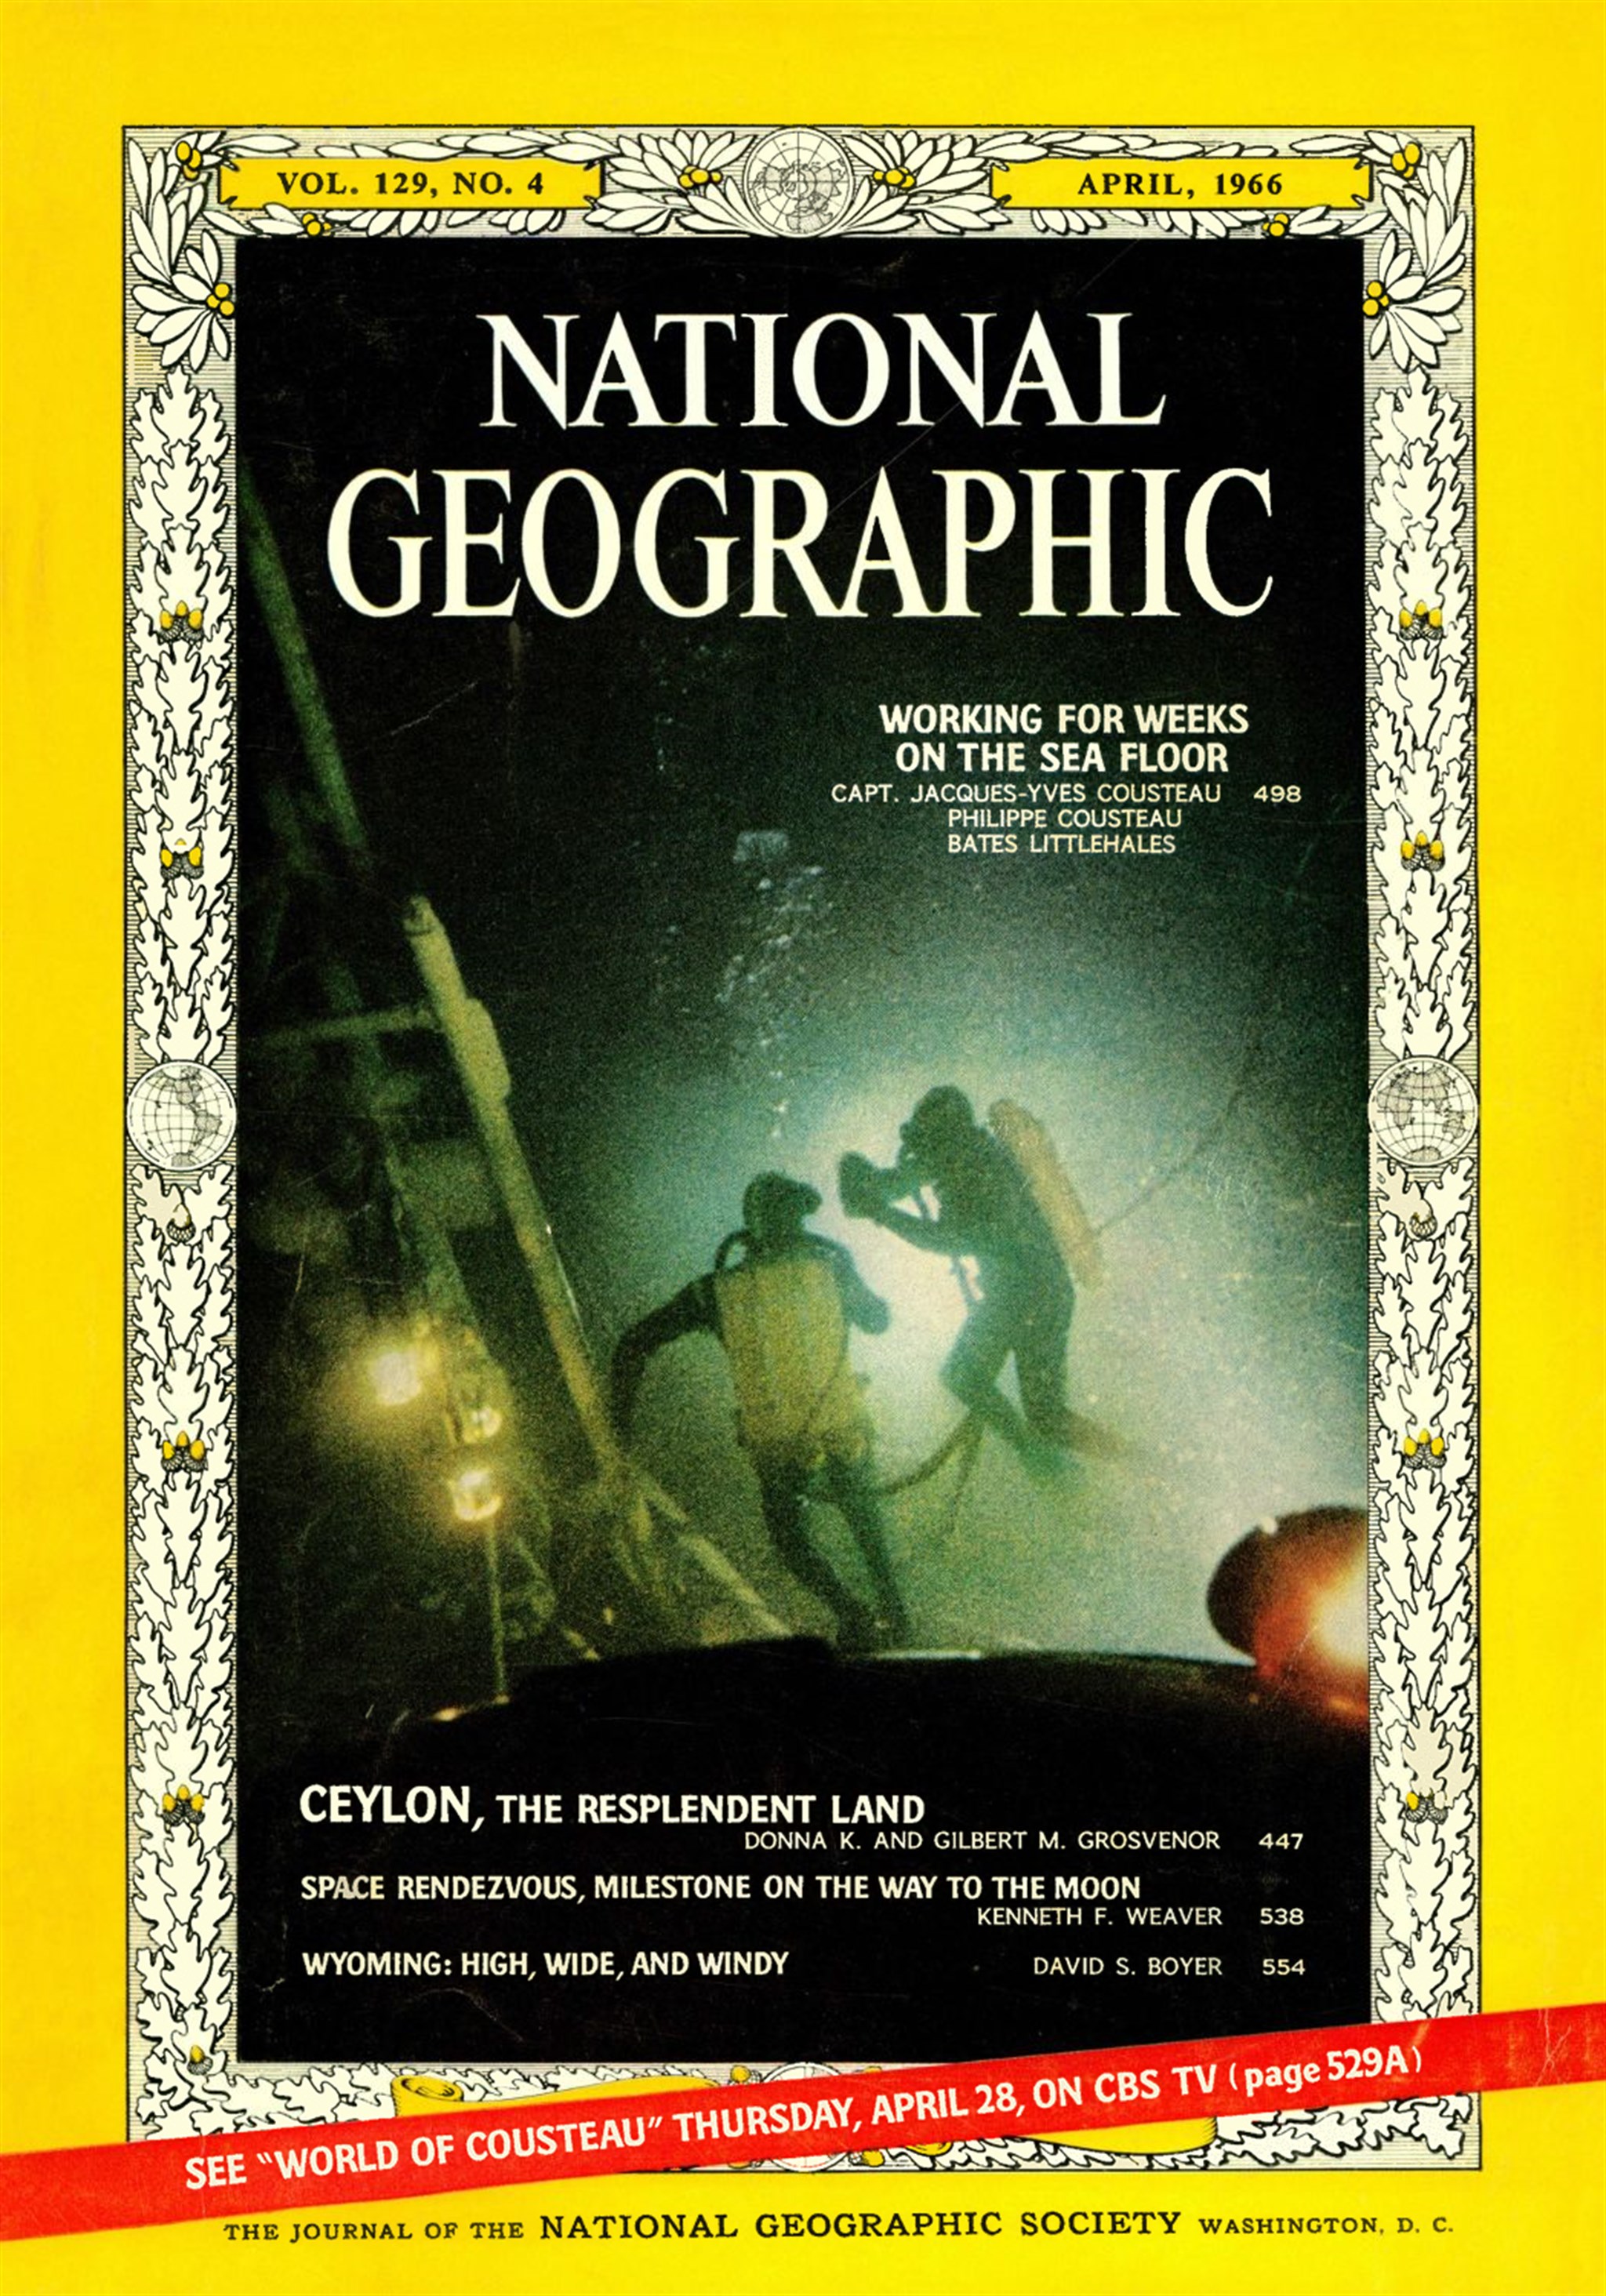 VOL. 129, NO. 4
APRIL, 1966
NATIONAL
GEOGRAPHIC
WORKING FOR WEEKS
ON THE SEA FLOOR
CAPT. JACQUES-YVES COUSTEAU 498
PHILIPPE COUSTEAU
BATES LITTLEHALES
CEYLON, THE RESPLENDENT LAND
DONNA K. AND GILBERT M. GROSVENOR 447
SPACE RENDEZVOUS, MILESTONE ON THE WAY TO THE MOON
KENNETH F. WEAVER 538
WYOMING: HIGH, WIDE, AND WINDY DAVID S. BOYER 554
SEE "WORLD OF COUSTEAU" THURSDAY, APRIL 28, ON CBS TV (page 529A)
THE JOURNAL OF THE NATIONAL GEOGRAPHIC SOCIETY WASHINGTON, D. C.